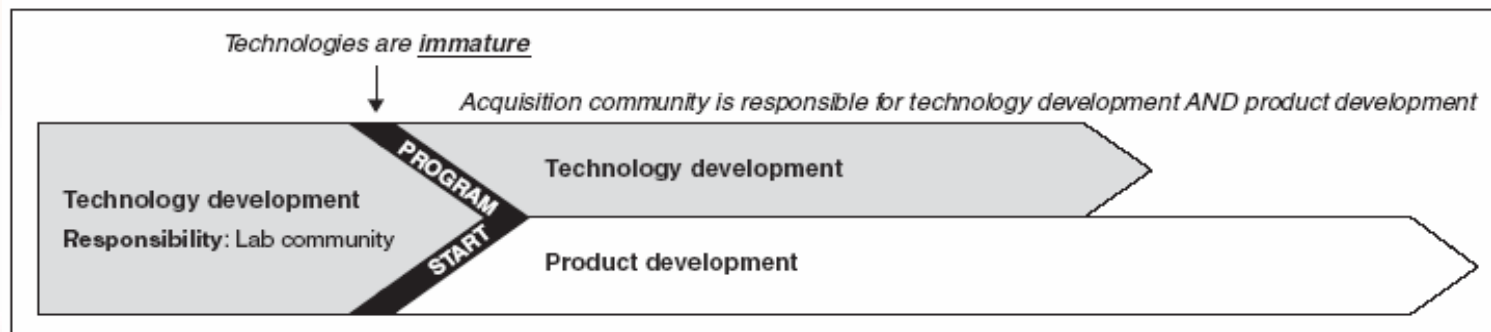 Technologies are immature
Acquisition community is responsible for technology development AND product development
PROGRAM
START
Technology development
Responsibility: Lab community
Technology development
Product development